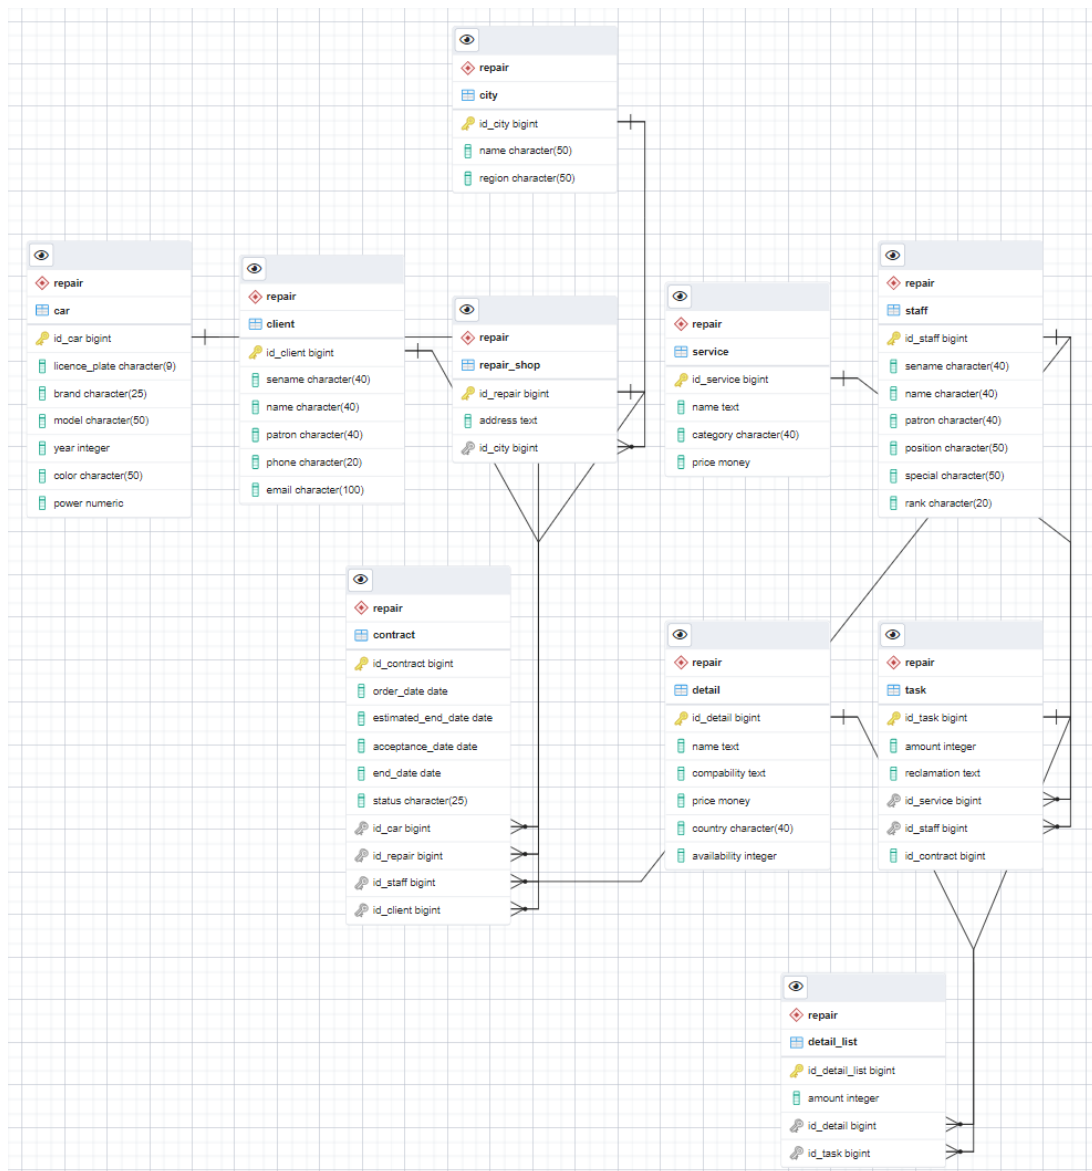 repair
city
id_city bigint
name character(50)
region character(50)
repair
car
id_car bigint
licence_plate character(9)
brand character(25)
model character(50)
year integer
color character(50)
power numeric
repair
client
id_client bigint
sename character(40)
name character(40)
patron character(40)
phone character(20)
email character(100)
repair
repair_shop
id_repair bigint
address text
id_city bigint
repair
service
id_service bigint
name text
category character(40)
price money
repair
staff
id_staff bigint
sename character(40)
name character(40)
patron character(40)
position character(50)
special character(50)
rank character(20)
repair
contract
id_contract bigint
order_date date
estimated_end_date date
acceptance_date date
end_date date
status character(25)
id_car bigint
id_repair bigint
id_staff bigint
id_client bigint
repair
detail
id_detail bigint
name text
compability text
price money
country character(40)
availability integer
repair
task
id_task bigint
amount integer
reclamation text
id_service bigint
id_staff bigint
id_contract bigint
repair
detail_list
id_detail_list bigint
amount integer
id_detail bigint
id_task bigint